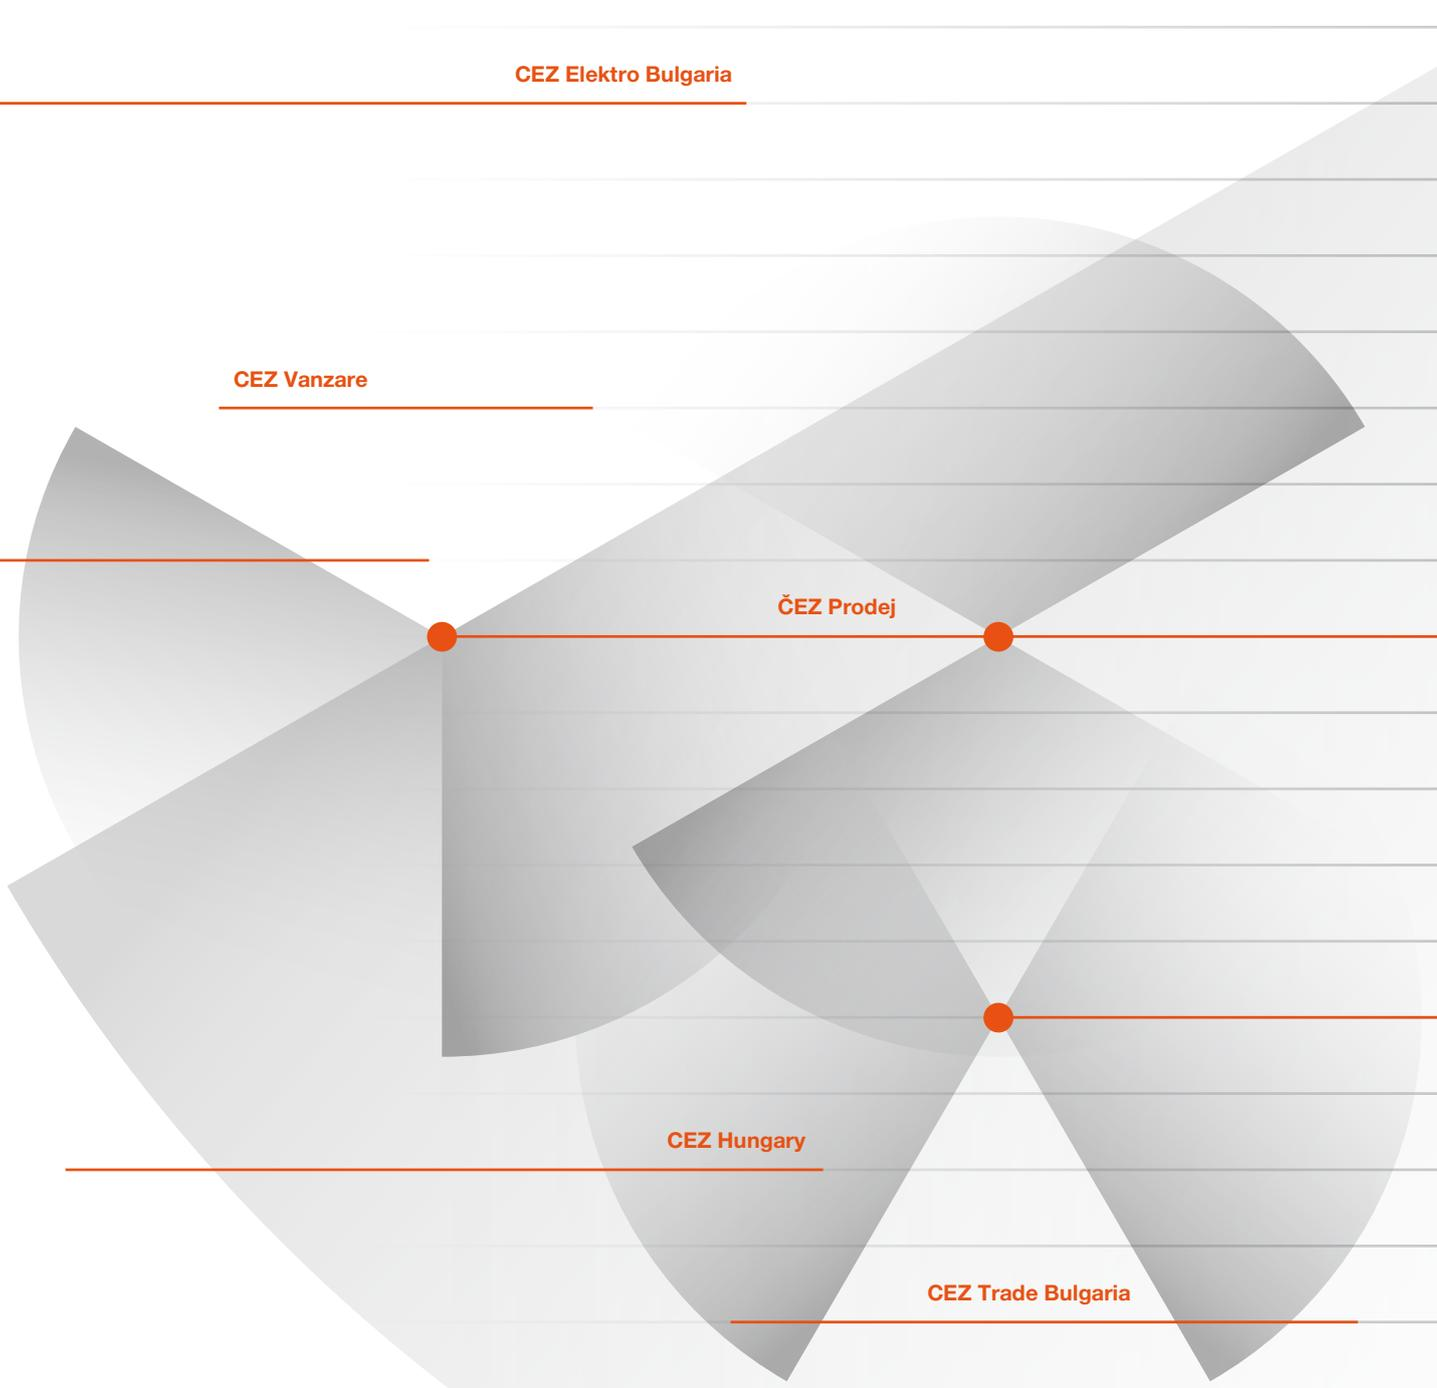 CEZ Elektro Bulgaria
CEZ Vanzare
ČEZ Prodej
CEZ Hungary
CEZ Trade Bulgaria